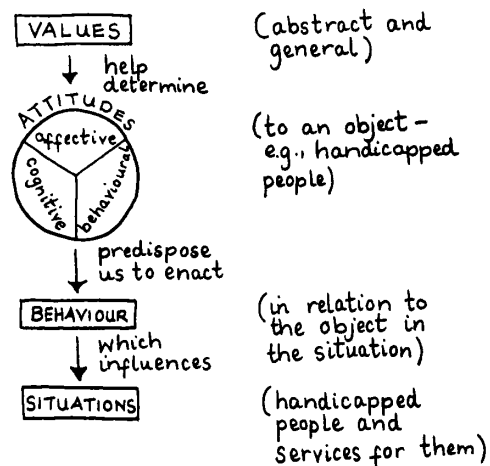 VALUES
(abstract and
general)
help
determine
ATTITUDES
affective
cognitive
behavioural
(to an object –
e.g., handicapped
people)
predispose
us to enact
BEHAVIOUR
(in relation to
the object in
the situation)
which
influences
SITUATIONS
(handicapped
people and
services for them)